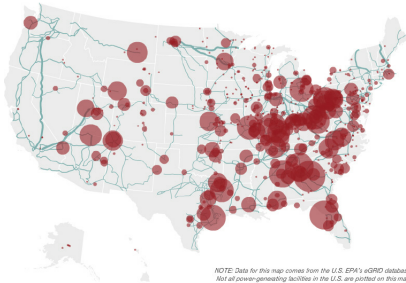 NOTE: Data for this map comes from the U.S. EPA's eGRID databas
Not all power-generating facilities in the U.S. are plotted on this ma